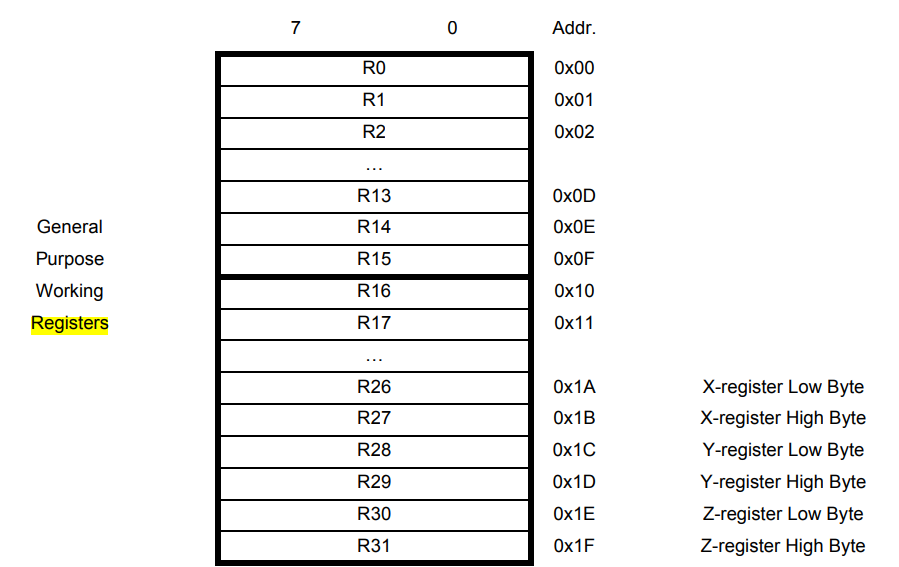 7 0 Addr.
R0 0x00
R1 0x01
R2 0x02
...
R13 0x0D
General R14 0x0E
Purpose R15 0x0F
Working R16 0x10
Registers R17 0x11
...
R26 0x1A X-register Low Byte
R27 0x1B X-register High Byte
R28 0x1C Y-register Low Byte
R29 0x1D Y-register High Byte
R30 0x1E Z-register Low Byte
R31 0x1F Z-register High Byte